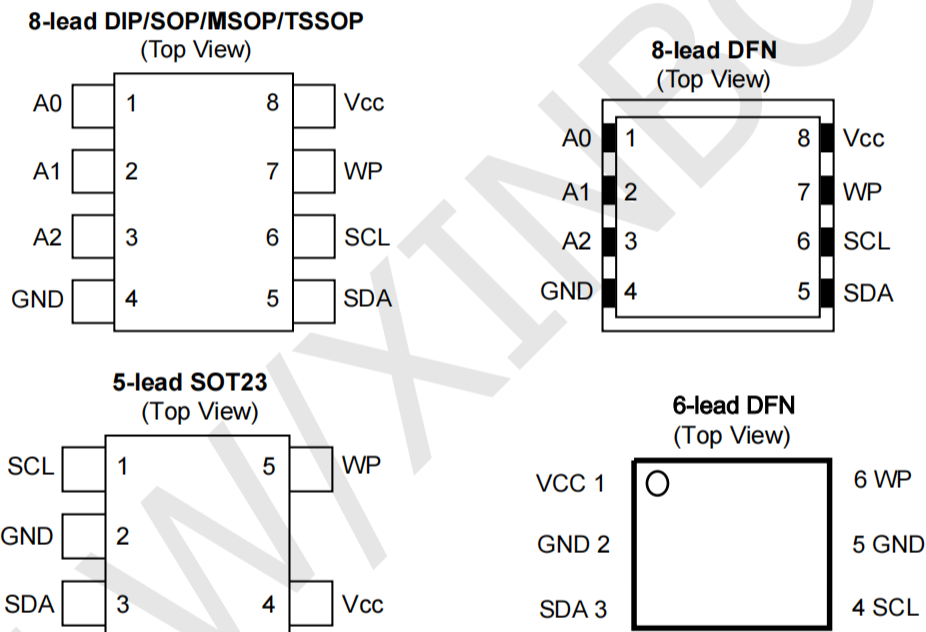 8-lead DIP/SOP/MSOP/TSSOP
(Top View)
A0 1 8 Vcc
A1 2 7 WP
A2 3 6 SCL
GND 4 5 SDA
8-lead DFN
(Top View)
A0 1 8 Vcc
A1 2 7 WP
A2 3 6 SCL
GND 4 5 SDA
5-lead SOT23
(Top View)
SCL 1 5 WP
GND 2
SDA 3 4 Vcc
6-lead DFN
(Top View)
VCC 1 6 WP
GND 2 5 GND
SDA 3 4 SCL
W/XINBO